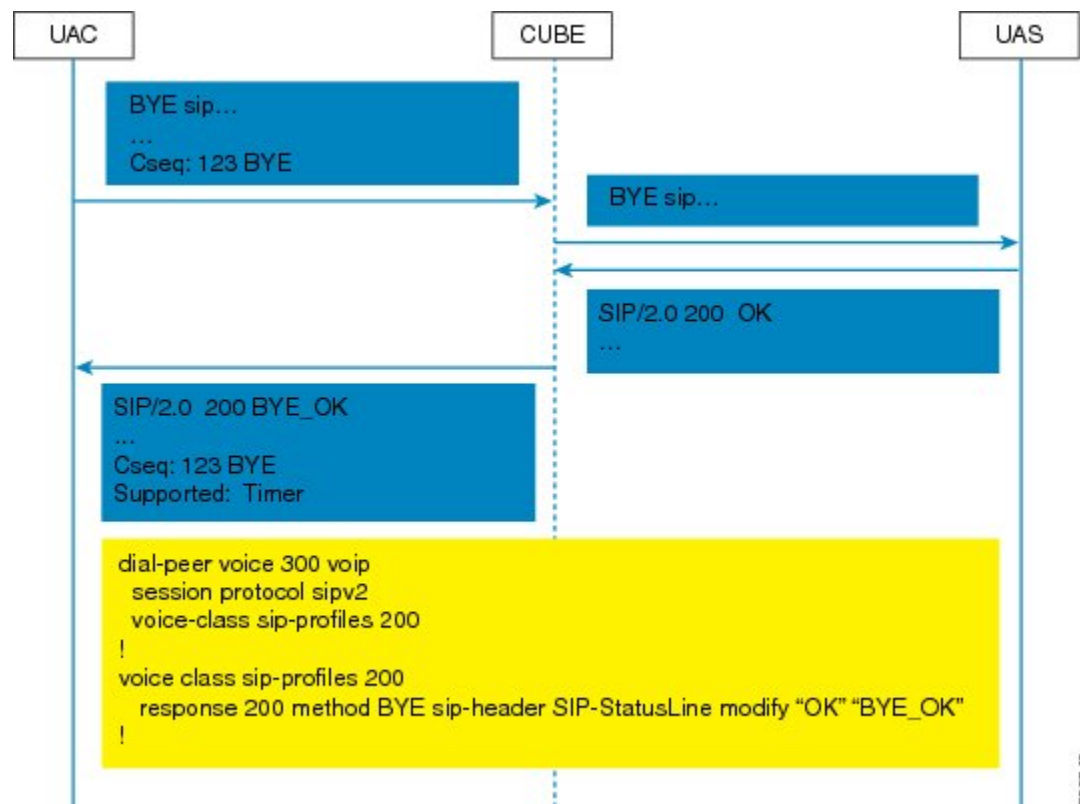 UAC
CUBE
UAS
BYE sip...
...
Cseq: 123 BYE
BYE sip...
SIP/2.0 200 OK
...
SIP/2.0 200 BYE_OK
...
Cseq: 123 BYE
Supported: Timer
dial-peer voice 300 voip
session protocol sipv2
voice-class sip-profiles 200
!
voice class sip-profiles 200
response 200 method BYE sip-header SIP-StatusLine modify “OK” “BYE_OK”
!